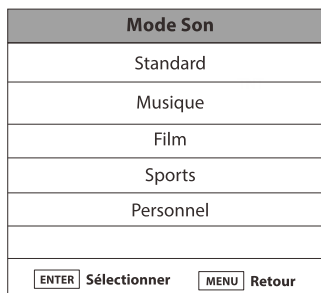 Mode Son
Standard
Musique
Film
Sports
Personnel
ENTER Sélectionner MENU Retour